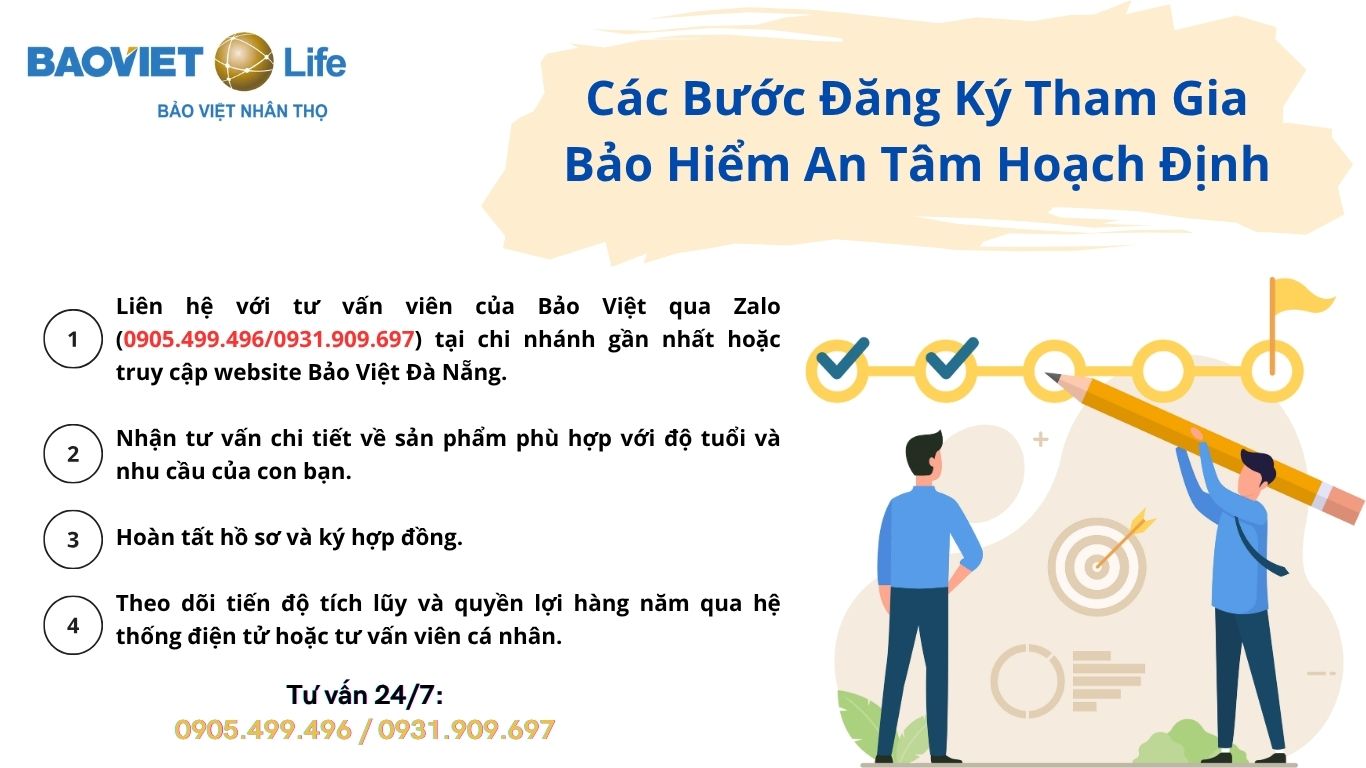 BAOVIET Life
BẢO VIỆT NHÂN THỌ
Các Bước Đăng Ký Tham Gia
Bảo Hiểm An Tâm Hoạch Định
1
Liên hệ với tư vấn viên của Bảo Việt qua Zalo
(0905.499.496/0931.909.697) tại chi nhánh gần nhất hoặc
truy cập website Bảo Việt Đà Nẵng.
2
Nhận tư vấn chi tiết về sản phẩm phù hợp với độ tuổi và
nhu cầu của con bạn.
3
Hoàn tất hồ sơ và ký hợp đồng.
4
Theo dõi tiến độ tích lũy và quyền lợi hàng năm qua hệ
thống điện tử hoặc tư vấn viên cá nhân.
Tư vấn 24/7:
0905.499.496 / 0931.909.697